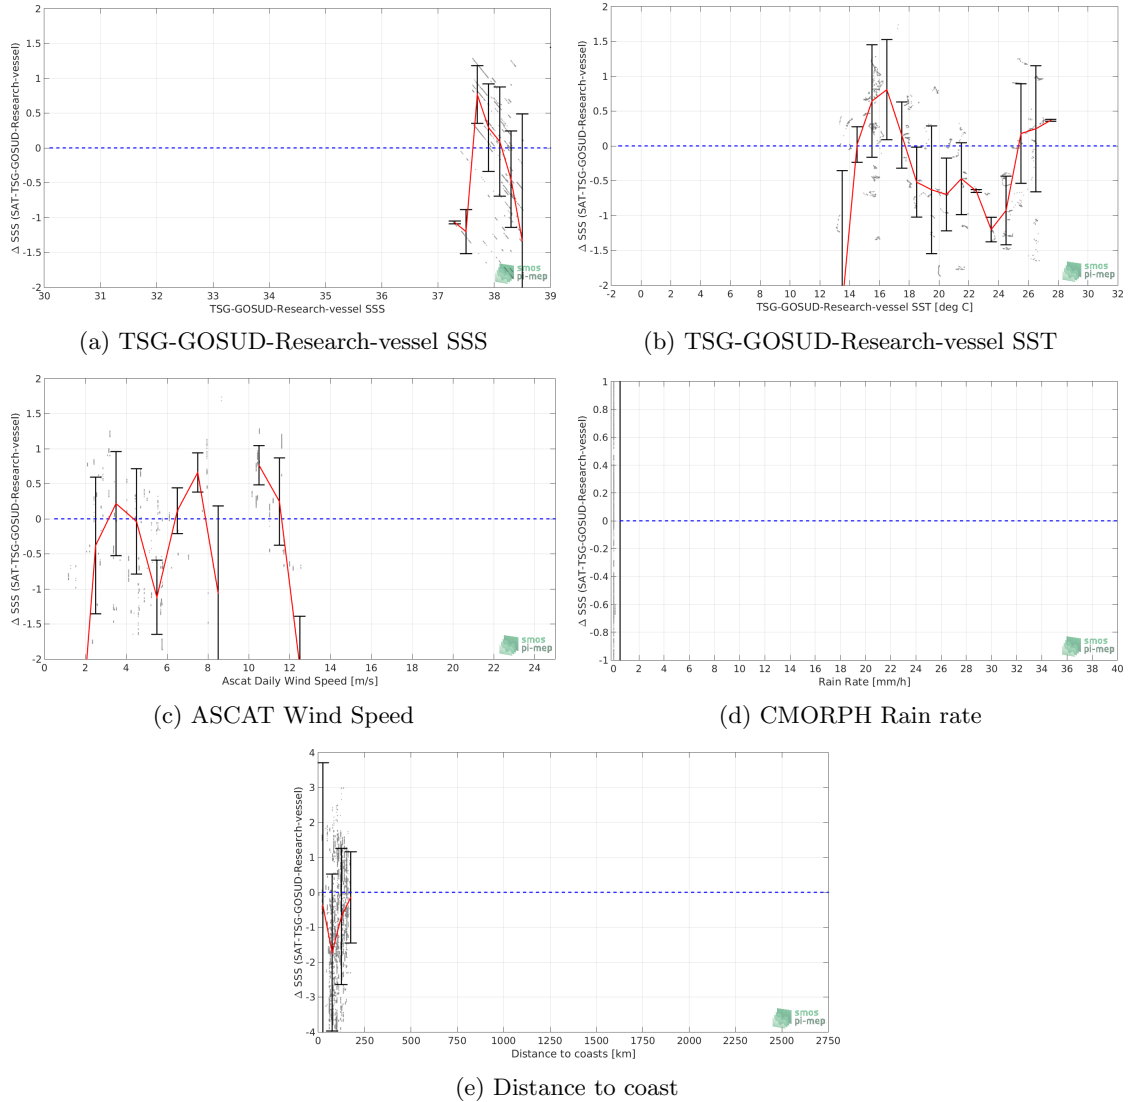 2
1.5
1
0.5
0
-0.5
-1
-1.5
-2
Δ SSS (SAT-TSG-GOSUD-Research-vessel)
30 31 32 33 34 35 36 37 38 39
TSG-GOSUD-Research-vessel SSS
smos
pi-mep
(a) TSG-GOSUD-Research-vessel SSS
2
1.5
1
0.5
0
-0.5
-1
-1.5
-2
Δ SSS (SAT-TSG-GOSUD-Research-vessel)
-2 0 2 4 6 8 10 12 14 16 18 20 22 24 26 28 30 32
TSG-GOSUD-Research-vessel SST [deg C]
smos
pi-mep
(b) TSG-GOSUD-Research-vessel SST
2
1.5
1
0.5
0
-0.5
-1
-1.5
-2
Δ SSS (SAT-TSG-GOSUD-Research-vessel)
0 2 4 6 8 10 12 14 16 18 20 22 24
Ascat Daily Wind Speed [m/s]
smos
pi-mep
(c) ASCAT Wind Speed
1
0.8
0.6
0.4
0.2
0
-0.2
-0.4
-0.6
-0.8
-1
Δ SSS (SAT-TSG-GOSUD-Research-vessel)
0 2 4 6 8 10 12 14 16 18 20 22 24 26 28 30 32 34 36 38 40
Rain Rate [mm/h]
smos
pi-mep
(d) CMORPH Rain rate
4
3
2
1
0
-1
-2
-3
-4
Δ SSS (SAT-TSG-GOSUD-Research-vessel)
0 250 500 750 1000 1250 1500 1750 2000 2250 2500 2750
Distance to coasts [km]
smos
pi-mep
(e) Distance to coast